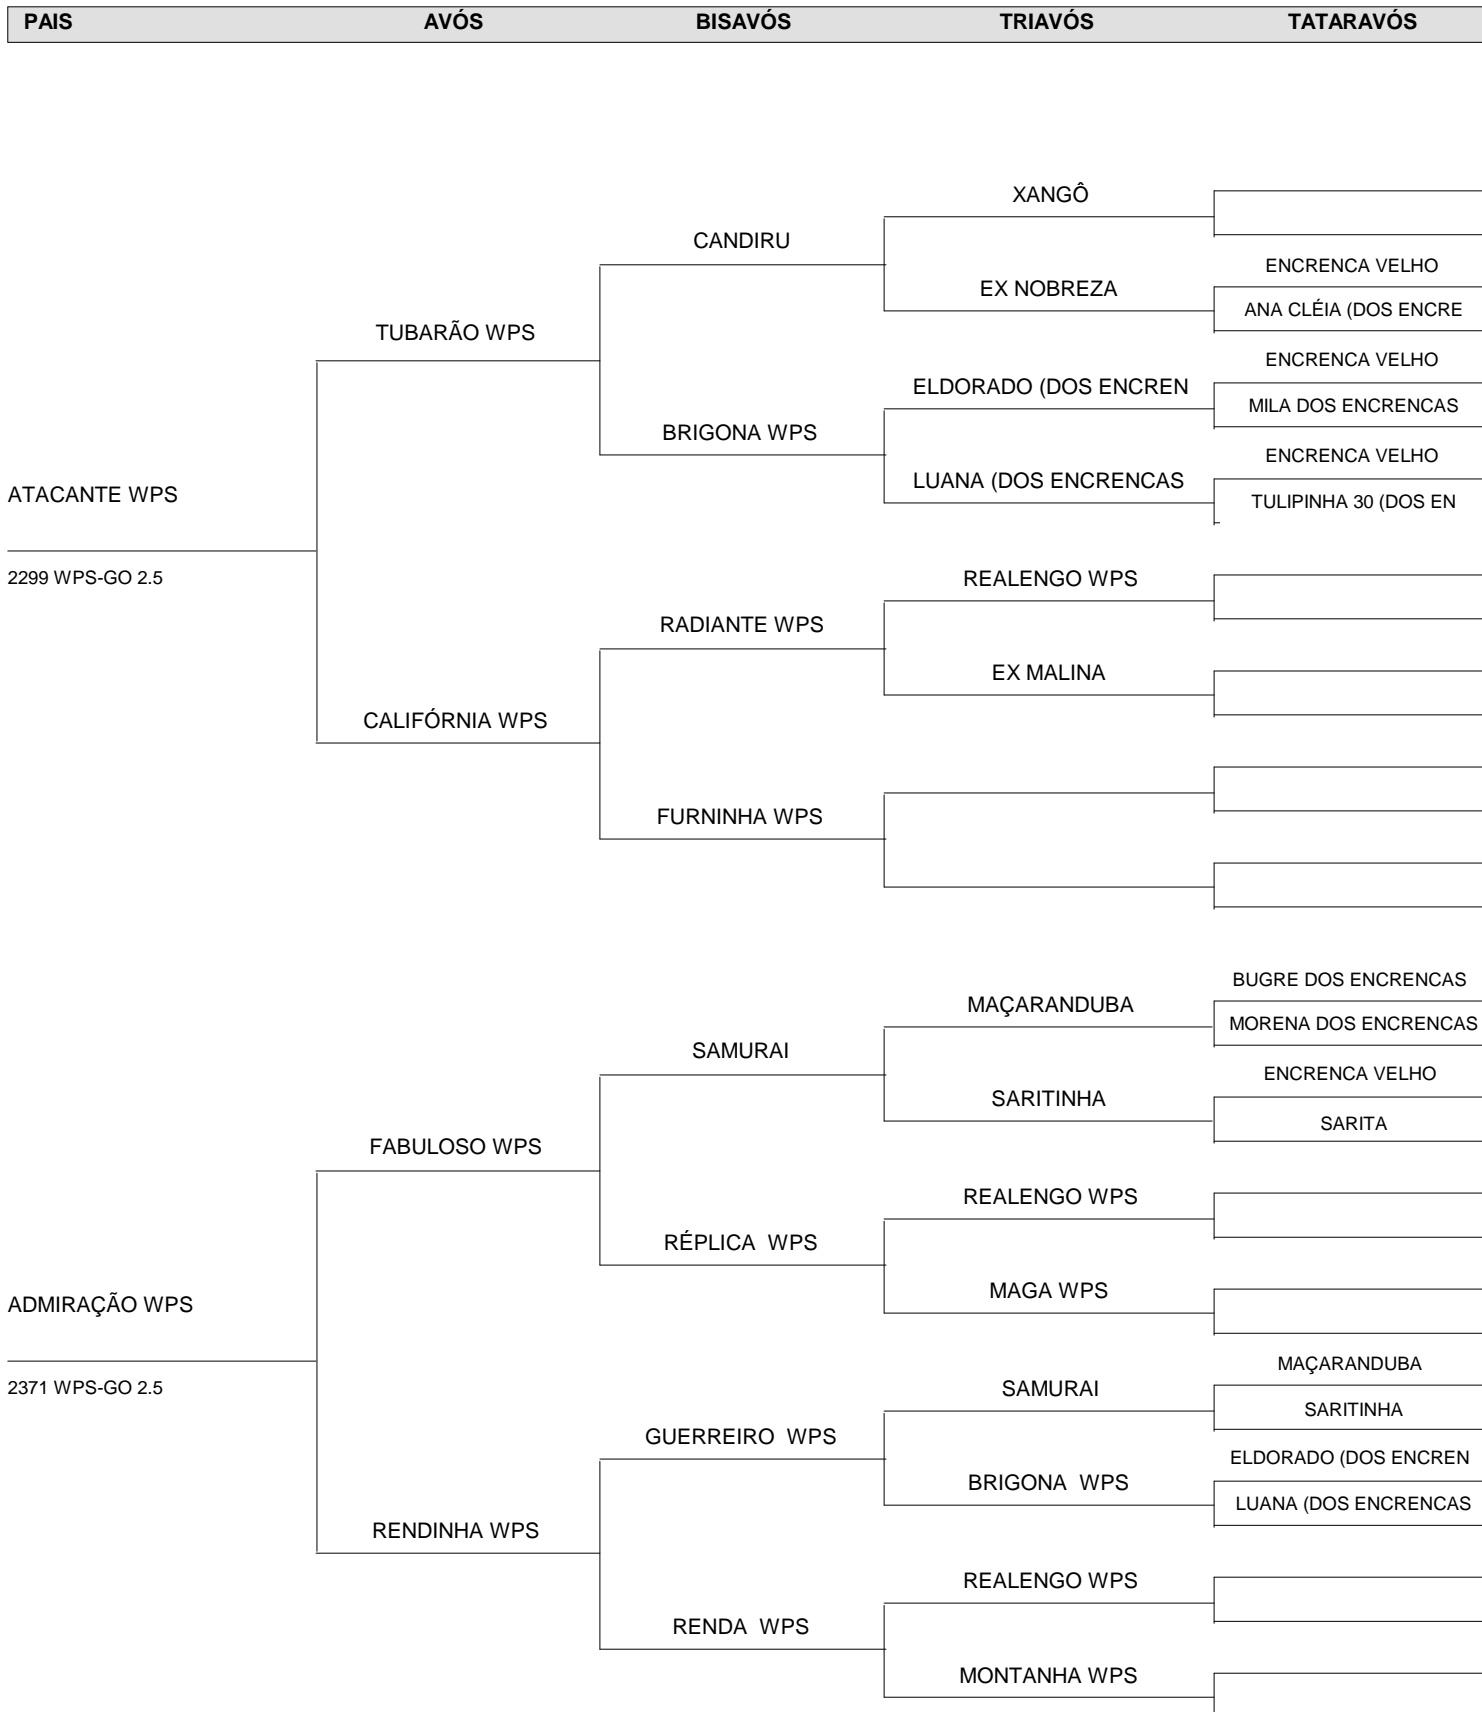 PAIS AVÓS BISAVÓS TRIAVÓS TATARAVÓS
XANGÔ
CANDIRU
ENCRENCA VELHO
EX NOBREZA
ANA CLÉIA (DOS ENCRE
TUBARÃO WPS
ENCRENCA VELHO
ELDORADO (DOS ENCREN
MILA DOS ENCRENCAS
BRIGONA WPS
ENCRENCA VELHO
LUANA (DOS ENCRENCAS
ATACANTE WPS
TULIPINHA 30 (DOS EN
2299 WPS-GO 2.5
REALENGO WPS
RADIANTE WPS
EX MALINA
CALIFÓRNIA WPS
FURNINHA WPS
BUGRE DOS ENCRENCAS
MAÇARANDUBA
MORENA DOS ENCRENCAS
SAMURAI
ENCRENCA VELHO
SARITINHA
SARITA
FABULOSO WPS
REALENGO WPS
RÉPLICA WPS
MAGA WPS
ADMIRAÇÃO WPS
MAÇARANDUBA
2371 WPS-GO 2.5
SAMURAI
SARITINHA
GUERREIRO WPS
ELDORADO (DOS ENCREN
BRIGONA WPS
LUANA (DOS ENCRENCAS
RENDINHA WPS
REALENGO WPS
RENDA WPS
MONTANHA WPS